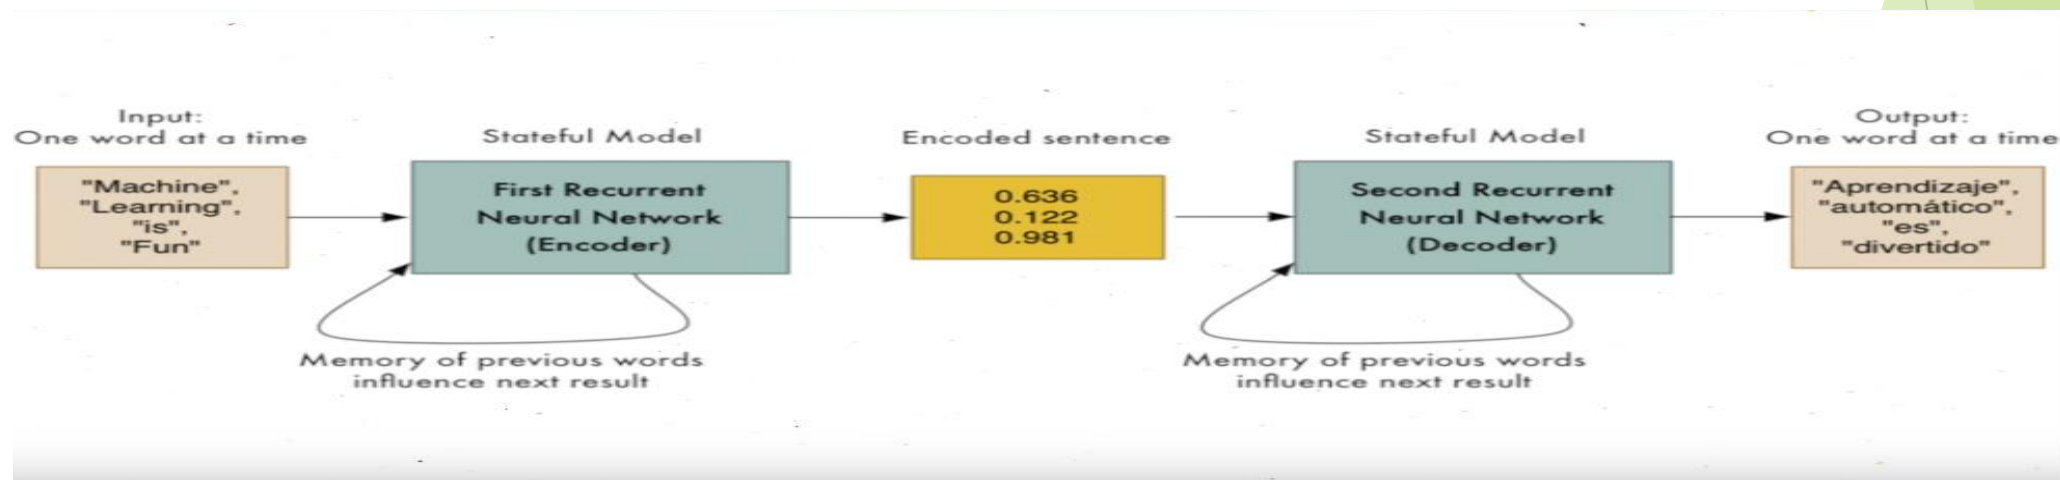 Input:
One word at a time
"Machine",
"Learning",
"is",
"Fun"
Stateful Model
First Recurrent
Neural Network
(Encoder)
Memory of previous words
influence next result
Encoded sentence
0.636
0.122
0.981
Stateful Model
Second Recurrent
Neural Network
(Decoder)
Memory of previous words
influence next result
Output:
One word at a time
"Aprendizaje",
"automático",
"es",
"divertido"